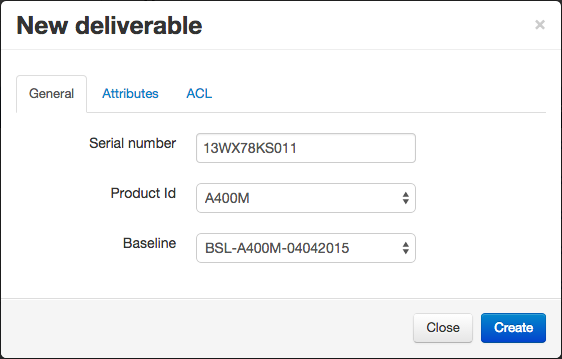 New deliverable
×
General Attributes ACL
Serial number 13WX78KS011
Product Id A400M
Baseline BSL-A400M-04042015
Close Create